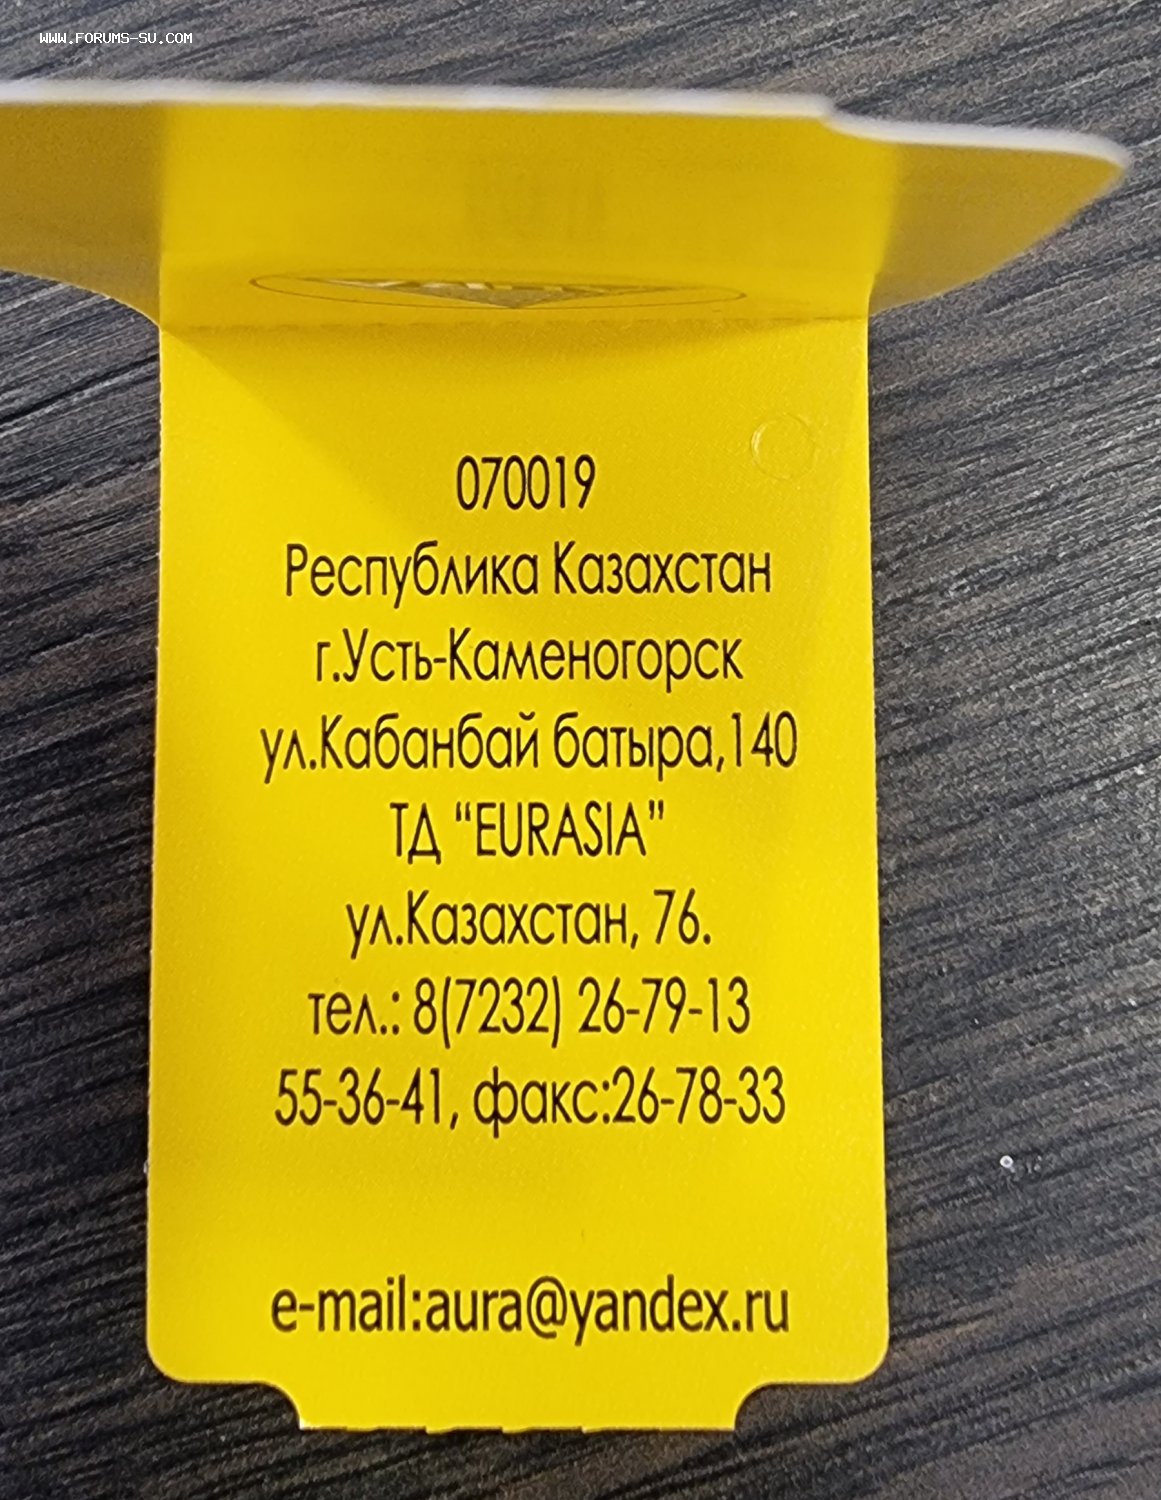 WWW.FORUMS-SU.COM
070019
Республика Казахстан
г.Усть-Каменогорск
ул.Кабанбай батыра,140
ТД “EURASIA”
ул.Казахстан, 76.
тел.: 8(7232) 26-79-13
55-36-41, факс:26-78-33
e-mail:aura@yandex.ru